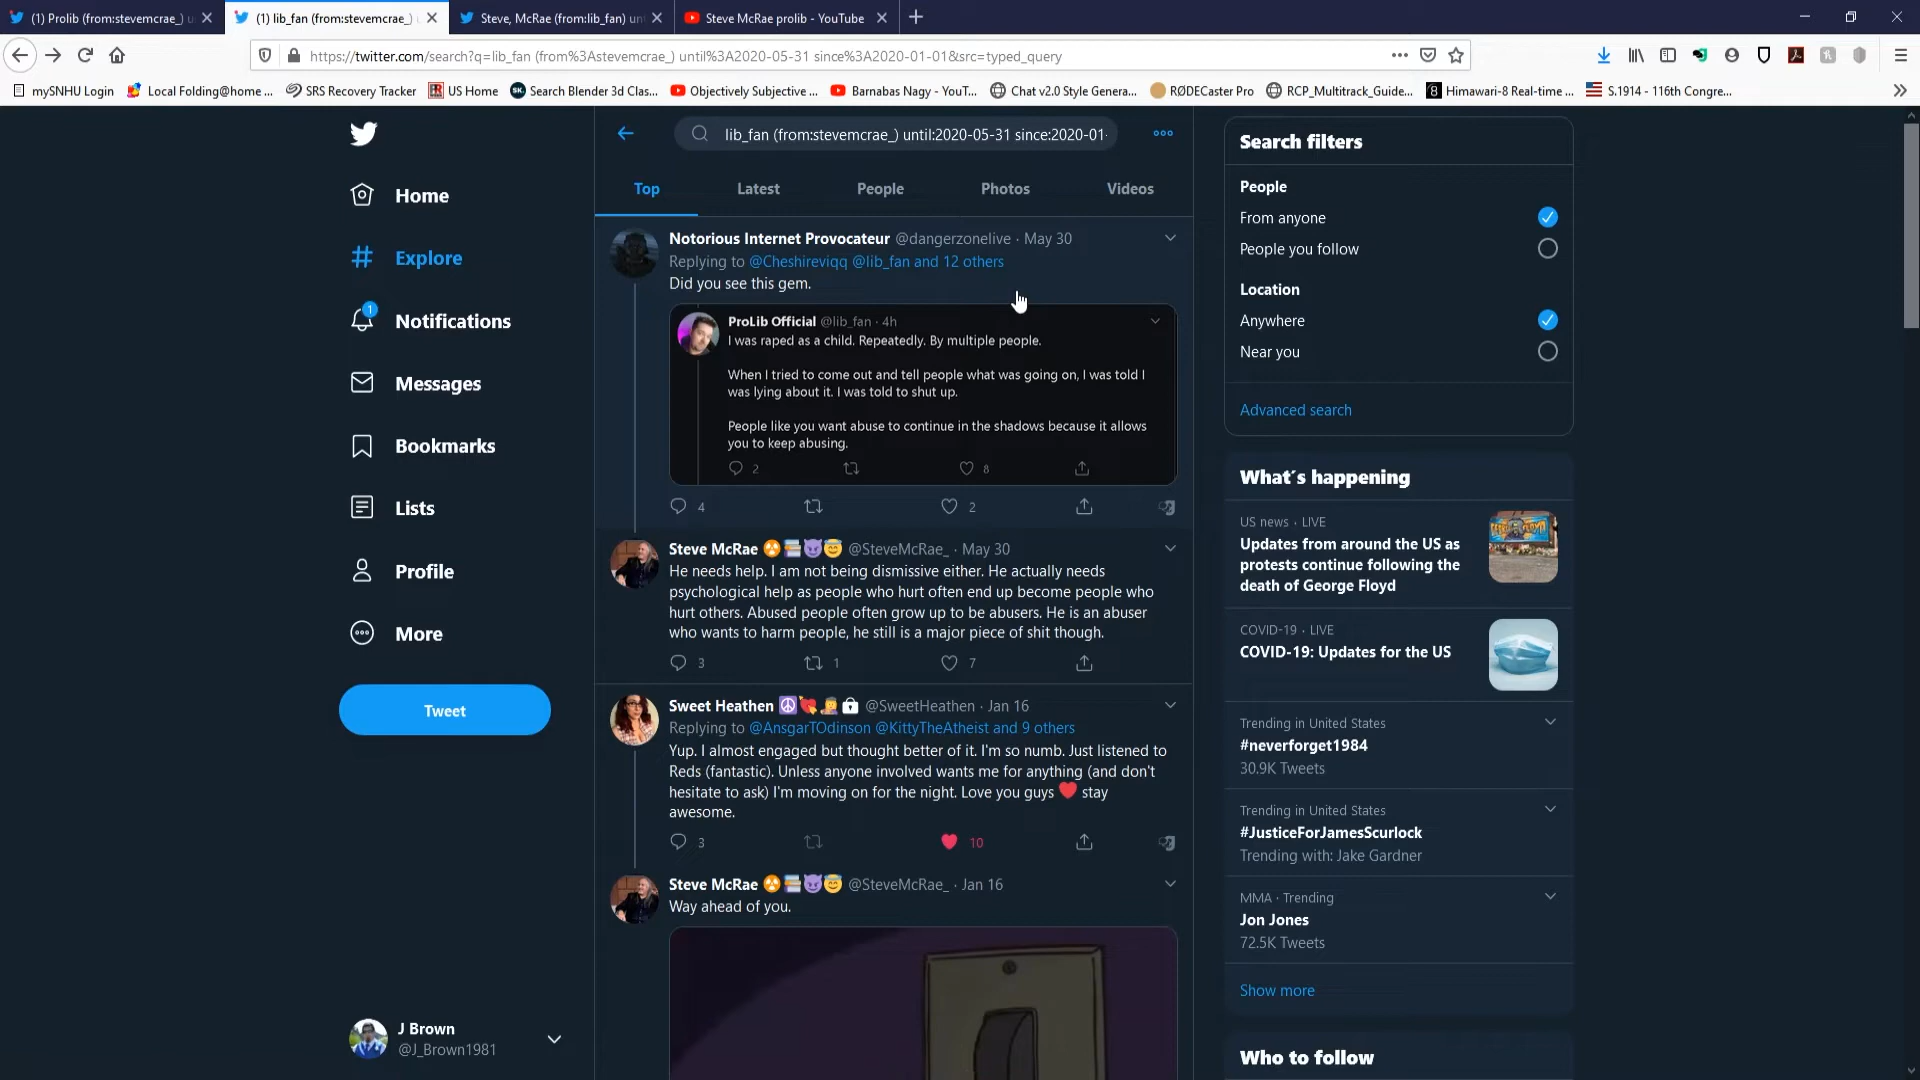 (1) Prolib (from:stevemcrae_) u
(1) lib_fan (from:stevemcrae_)
Steve, McRae (from:lib_fan) un
Steve McRae prolib - YouTube
https://twitter.com/search?q=lib_fan (from%3Astevemcrae_) until%3A2020-05-31 since%3A2020-01-01&src=typed_query
mySNHU Login
Local Folding@home ...
SRS Recovery Tracker
US Home
Search Blender 3d Clas...
Objectively Subjective ...
Barnabas Nagy - YouT...
Chat v2.0 Style Genera...
RØDECaster Pro
RCP_Multitrack_Guide...
Himawari-8 Real-time ...
S.1914 - 116th Congre...
Home
Explore
1
Notifications
Messages
Bookmarks
Lists
Profile
More
Tweet
J Brown
@J_Brown1981
lib_fan (from:stevemcrae_) until:2020-05-31 since:2020-01-
Top
Latest
People
Photos
Videos
Notorious Internet Provocateur @dangerzonelive · May 30
Replying to @Cheshireviqq @lib_fan and 12 others
Did you see this gem.
ProLib Official @lib_fan · 4h
I was raped as a child. Repeatedly. By multiple people.
When I tried to come out and tell people what was going on, I was told I
was lying about it. I was told to shut up.
People like you want abuse to continue in the shadows because it allows
you to keep abusing.
2
8
4
2
Steve McRae @SteveMcRae_ · May 30
He needs help. I am not being dismissive either. He actually needs
psychological help as people who hurt often end up become people who
hurt others. Abused people often grow up to be abusers. He is an abuser
who wants to harm people, he still is a major piece of shit though.
3
1
7
Sweet Heathen @SweetHeathen · Jan 16
Replying to @AnsgarTOdinson @KittyTheAtheist and 9 others
Yup. I almost engaged but thought better of it. I'm so numb. Just listened to
Reds (fantastic). Unless anyone involved wants me for anything (and don't
hesitate to ask) I'm moving on for the night. Love you guys ❤ stay
awesome.
3
10
Steve McRae @SteveMcRae_ · Jan 16
Way ahead of you.
Search filters
People
From anyone
People you follow
Location
Anywhere
Near you
Advanced search
What's happening
US news · LIVE
Updates from around the US as
protests continue following the
death of George Floyd
COVID-19 · LIVE
COVID-19: Updates for the US
Trending in United States
#neverforget1984
30.9K Tweets
Trending in United States
#JusticeForJamesScurlock
Trending with: Jake Gardner
MMA · Trending
Jon Jones
72.5K Tweets
Show more
Who to follow